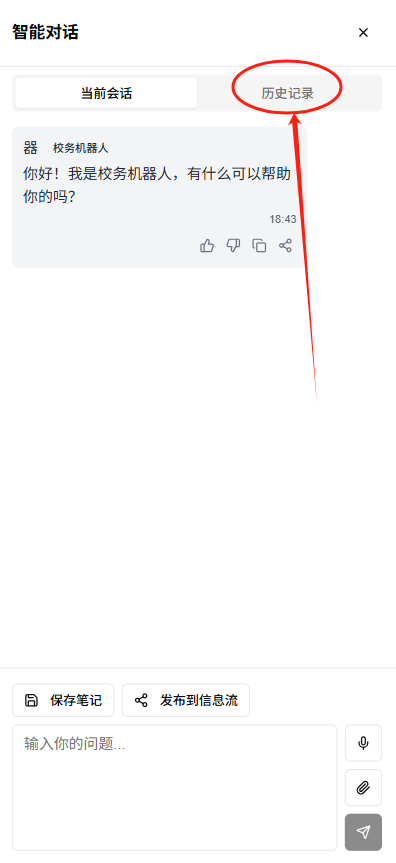 智能对话
当前会话
历史记录
器 校务机器人
你好！我是校务机器人，有什么可以帮助
你的吗？
18:43
保存笔记
发布到信息流
输入你的问题...